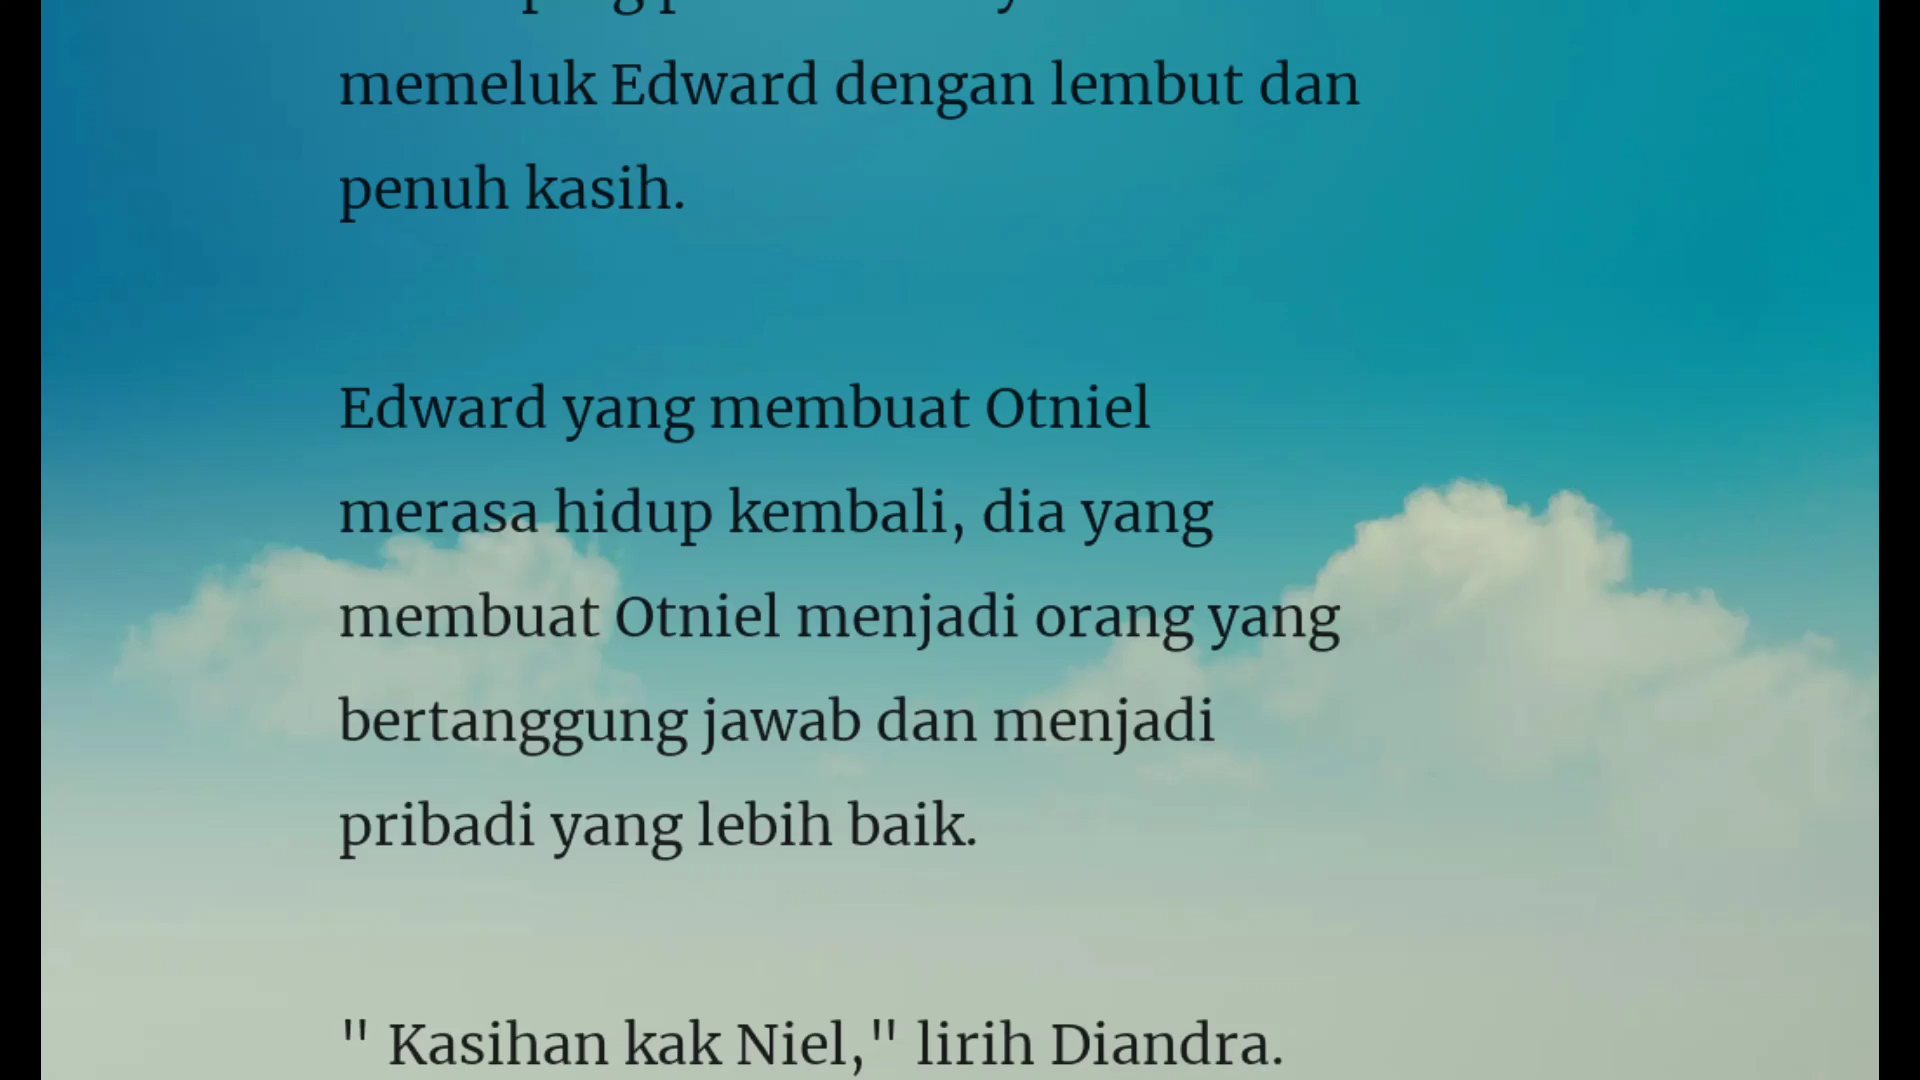 memeluk Edward dengan lembut dan
penuh kasih.
Edward yang membuat Otniel
merasa hidup kembali, dia yang
membuat Otniel menjadi orang yang
bertanggung jawab dan menjadi
pribadi yang lebih baik.
" Kasihan kak Niel," lirih Diandra.